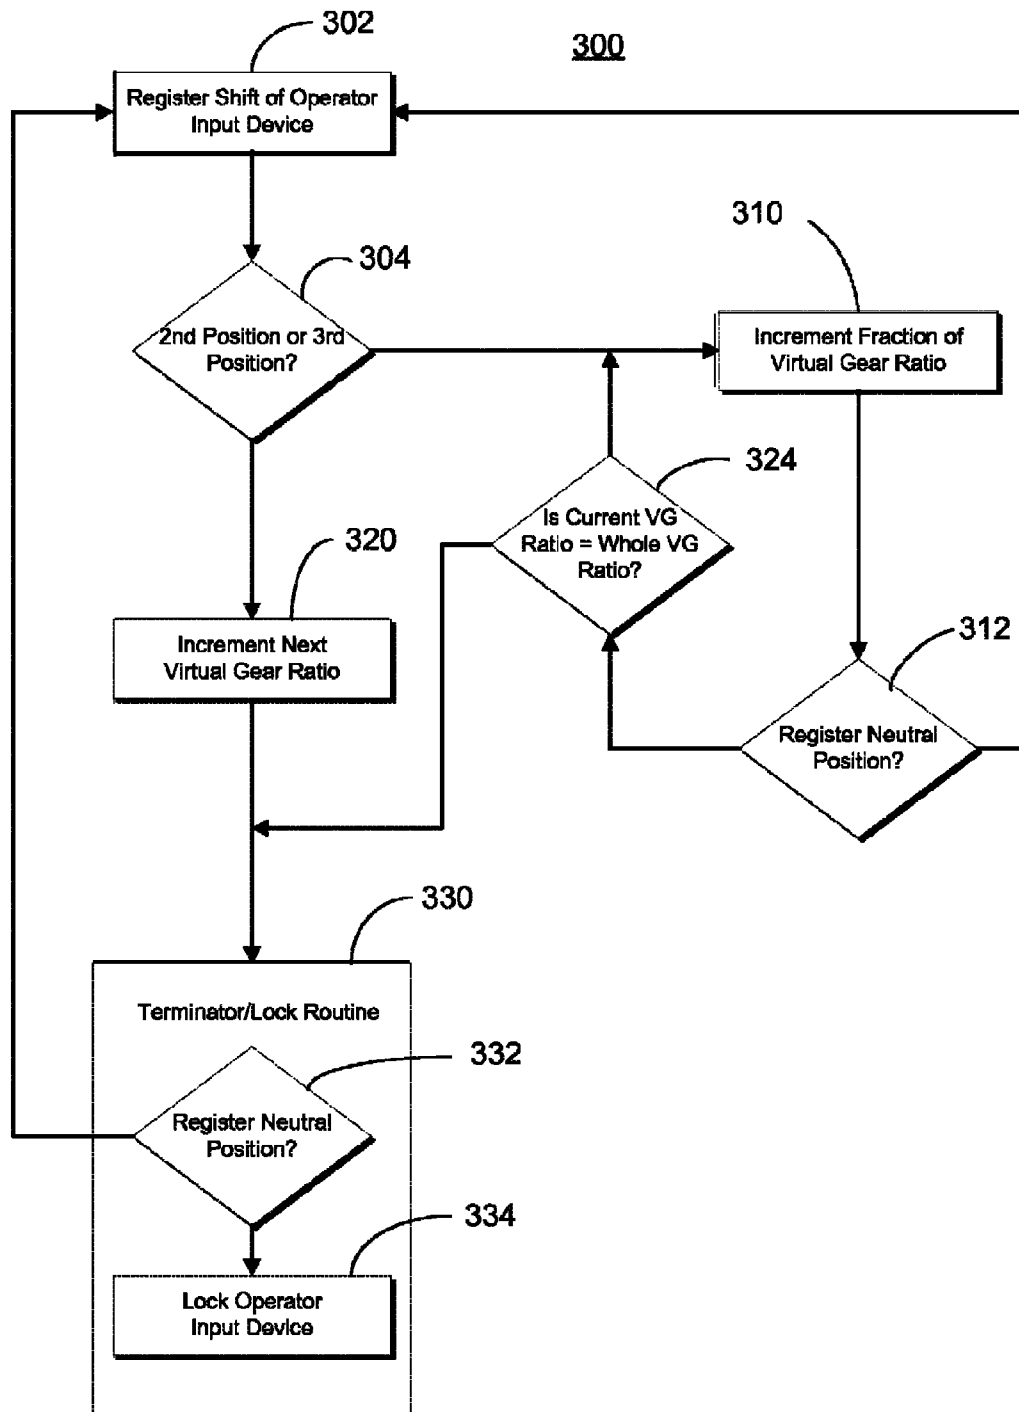 302
300
Register Shift of Operator
Input Device
304
2nd Position or 3rd
Position?
310
Increment Fraction of
Virtual Gear Ratio
324
Is Current VG
Ratio = Whole VG
Ratio?
320
Increment Next
Virtual Gear Ratio
312
Register Neutral
Position?
330
Terminator/Lock Routine
332
Register Neutral
Position?
334
Lock Operator
Input Device